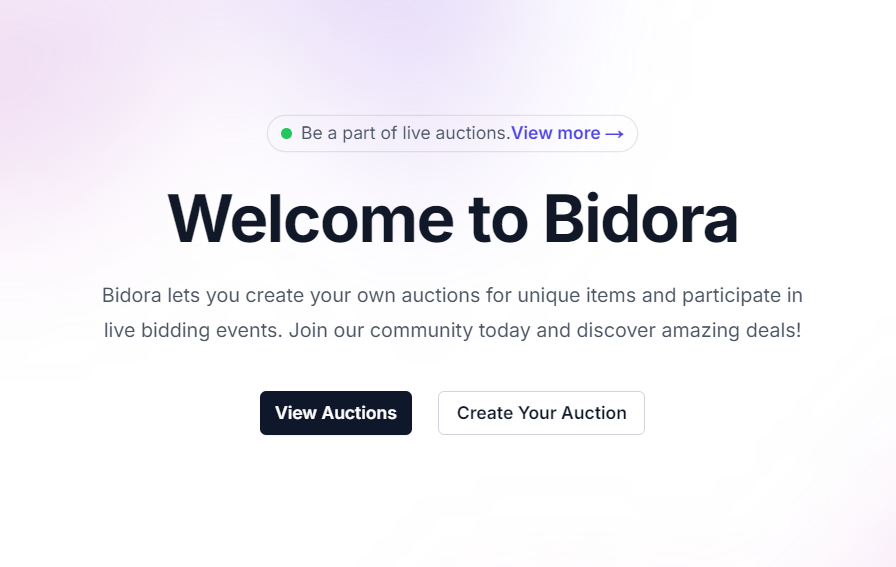 Be a part of live auctions.View more →
Welcome to Bidora
Bidora lets you create your own auctions for unique items and participate in
live bidding events. Join our community today and discover amazing deals!
View Auctions
Create Your Auction